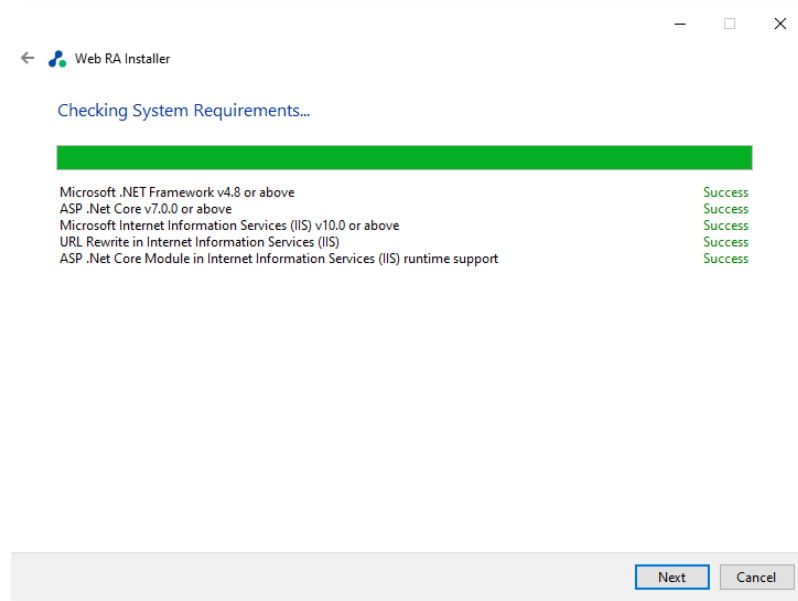 Web RA Installer
Checking System Requirements...
Microsoft .NET Framework v4.8 or above Success
ASP .Net Core v7.0.0 or above Success
Microsoft Internet Information Services (IIS) v10.0 or above Success
URL Rewrite in Internet Information Services (IIS) Success
ASP .Net Core Module in Internet Information Services (IIS) runtime support Success
Next Cancel